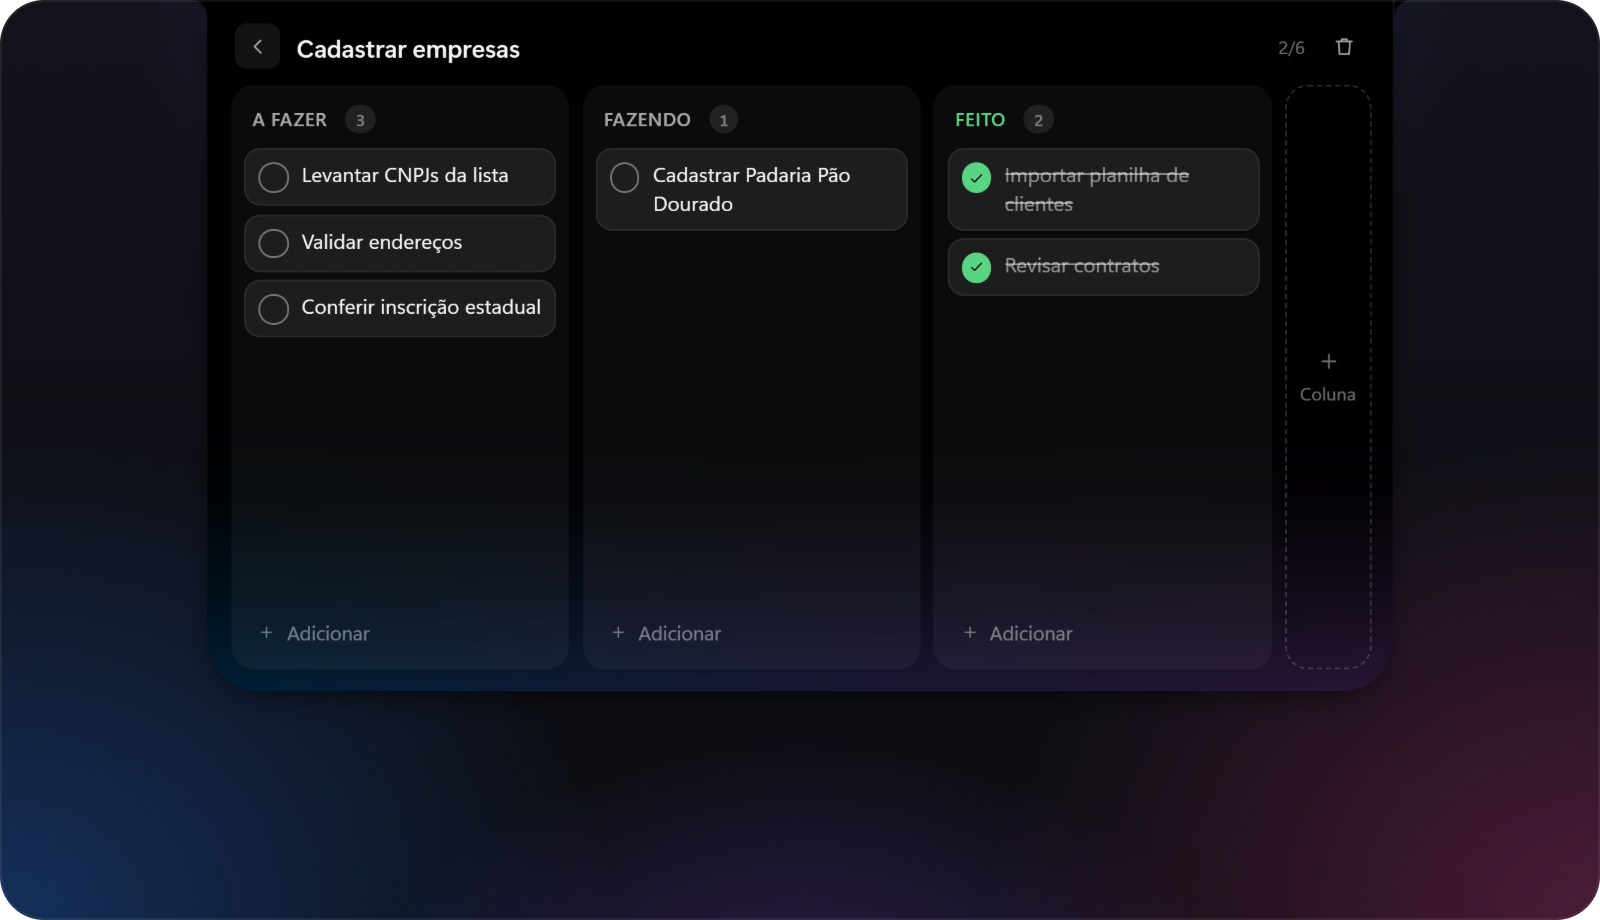 Cadastrar empresas
2/6
A FAZER 3
Levantar CNPJs da lista
Validar endereços
Conferir inscrição estadual
+ Adicionar
FAZENDO 1
Cadastrar Padaria Pão
Dourado
+ Adicionar
FEITO 2
Importar planilha de
clientes
Revisar contratos
+ Adicionar
+
Coluna